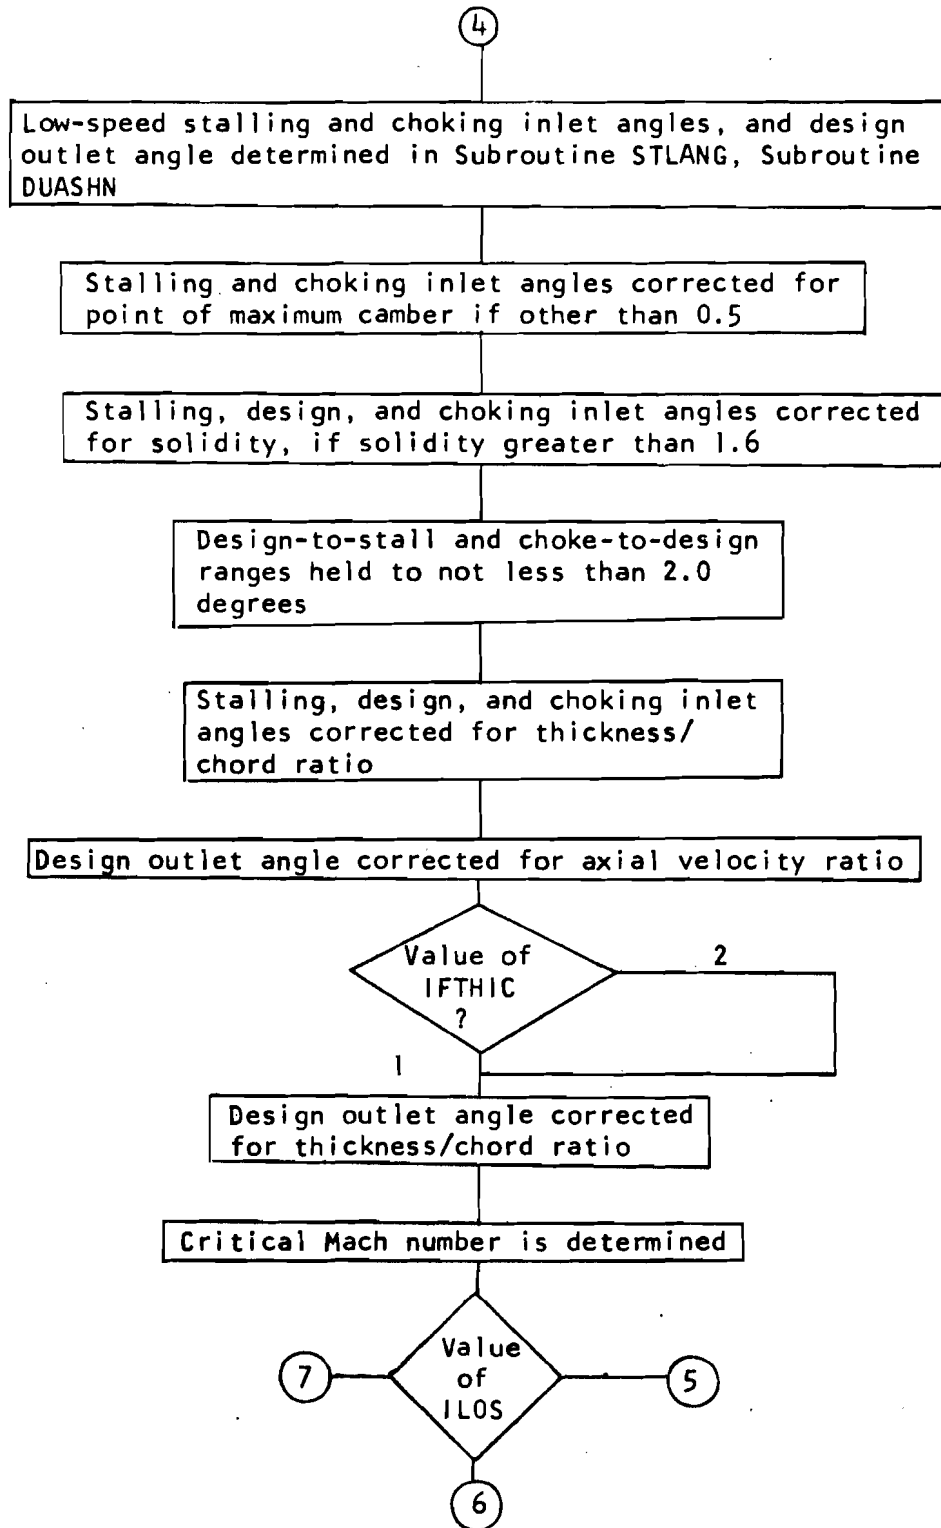 4
Low-speed stalling and choking inlet angles, and design
outlet angle determined in Subroutine STLANG, Subroutine
DUASHN
Stalling and choking inlet angles corrected for
point of maximum camber if other than 0.5
Stalling, design, and choking inlet angles corrected
for solidity, if solidity greater than 1.6
Design-to-stall and choke-to-design
ranges held to not less than 2.0
degrees
Stalling, design, and choking inlet
angles corrected for thickness/
chord ratio
Design outlet angle corrected for axial velocity ratio
Value of
IFTHIC
?
2
1
Design outlet angle corrected
for thickness/chord ratio
Critical Mach number is determined
Value
of
ILOS
7
5
6